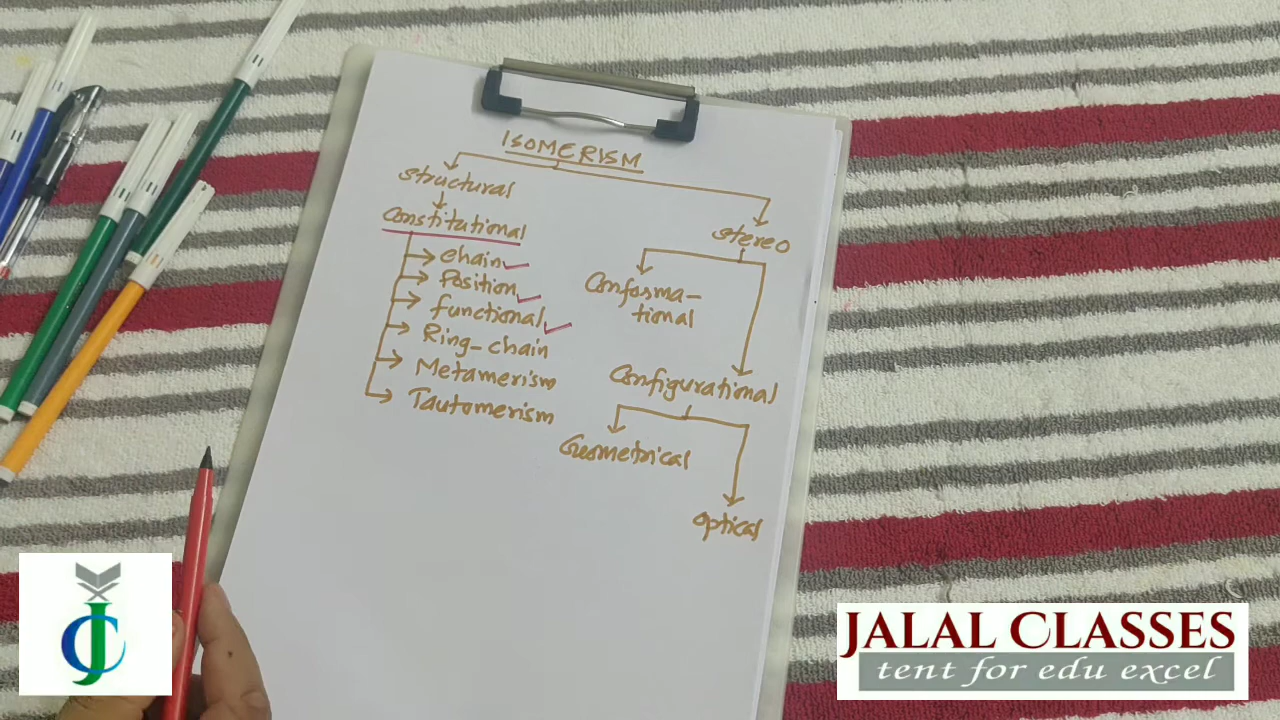 ISOMERISM
structural
constitutional
chain
Position
functional
Ring-chain
Metamerism
Tautomerism
stereo
Conforma-
tional
Configurational
Geometrical
optical
JC
JALAL CLASSES
tent for edu excel